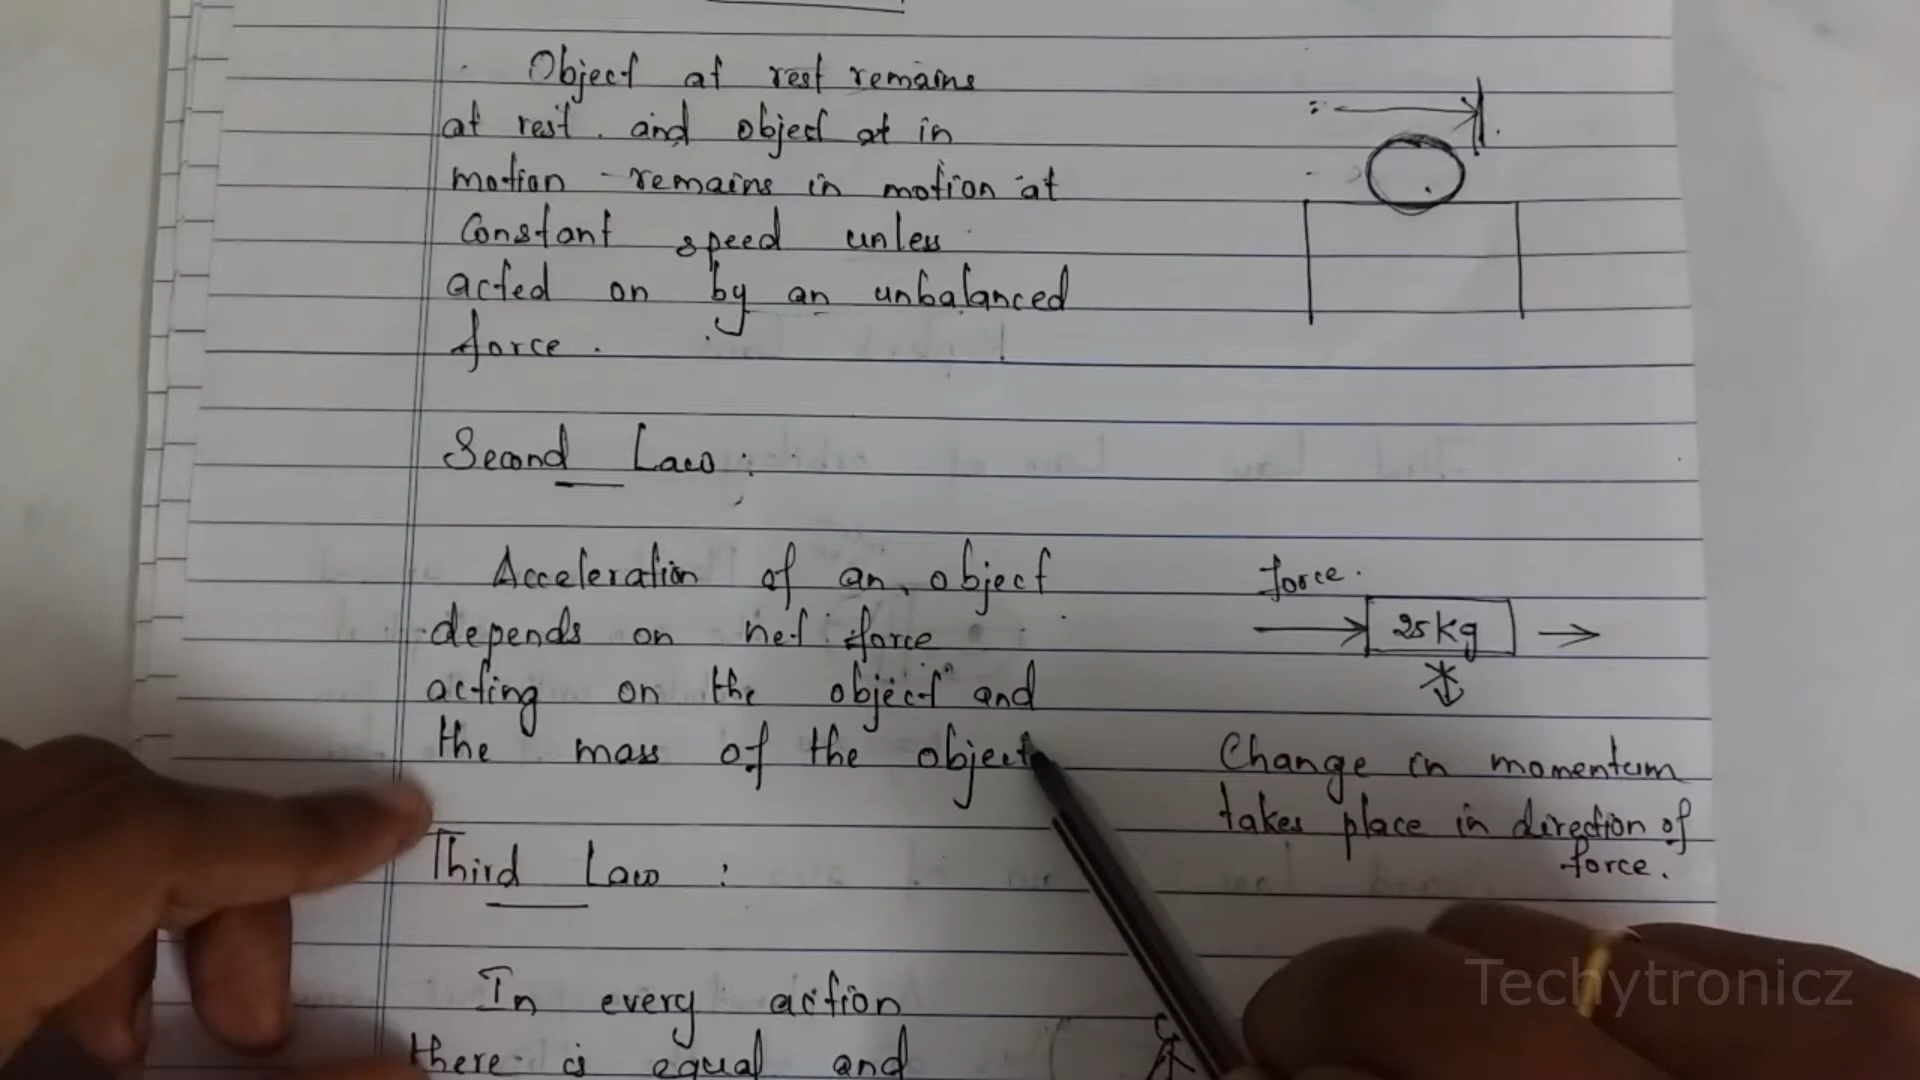 Object at rest remains
at rest. and object at in
motion - remains in motion at
Constant speed unless
acted on by an unbalanced
force.
Second Law:
Acceleration of an object
depends on net force
acting on the object and
the mass of the object
force.
25 kg
Change in momentum
takes place in direction of
force.
Third Law :
In every action
there is equal and
Techytronicz